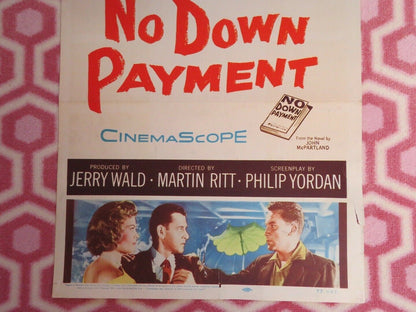 No Down
Payment
CinemaScope
NO
DOWN
PAYMENT
From the Novel by
JOHN
McPARTLAND
PRODUCED BY
JERRY WALD ·
DIRECTED BY
MARTIN RITT ·
SCREENPLAY BY
PHILIP YORDAN